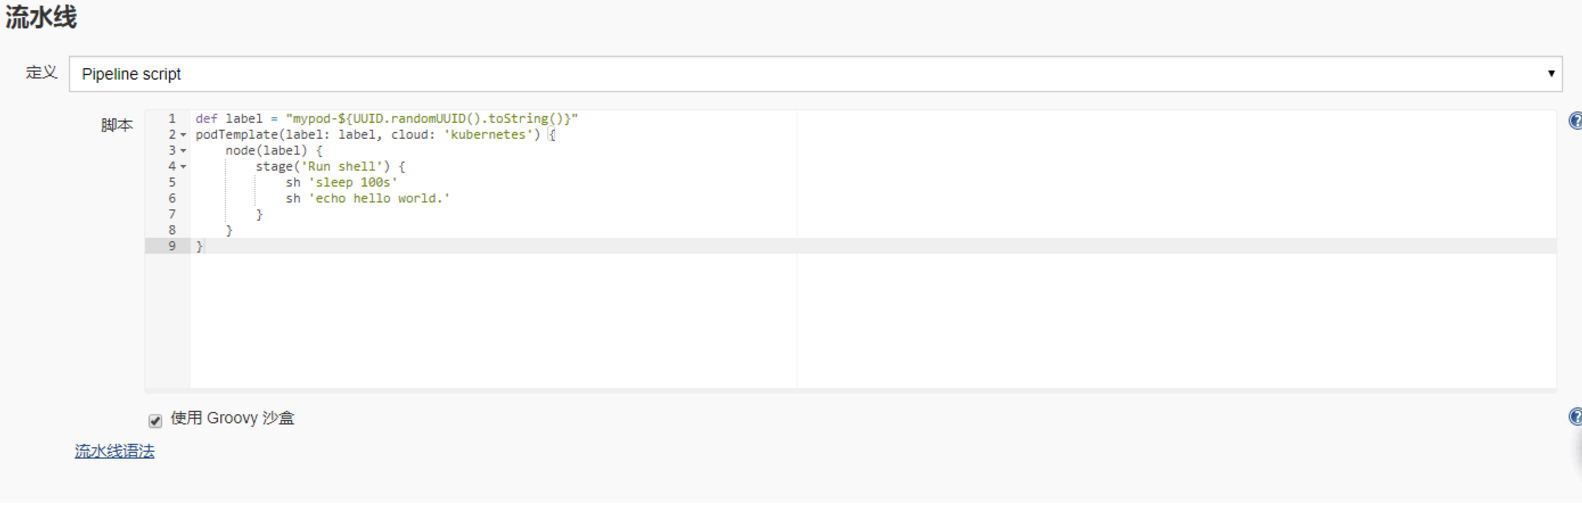 流水线
定义 Pipeline script
脚本
1 def label = "mypod-${UUID.randomUUID().toString()}"
2 podTemplate(label: label, cloud: 'kubernetes') {
3     node(label) {
4         stage('Run shell') {
5             sh 'sleep 100s'
6             sh 'echo hello world.'
7         }
8     }
9 }
使用 Groovy 沙盒
流水线语法